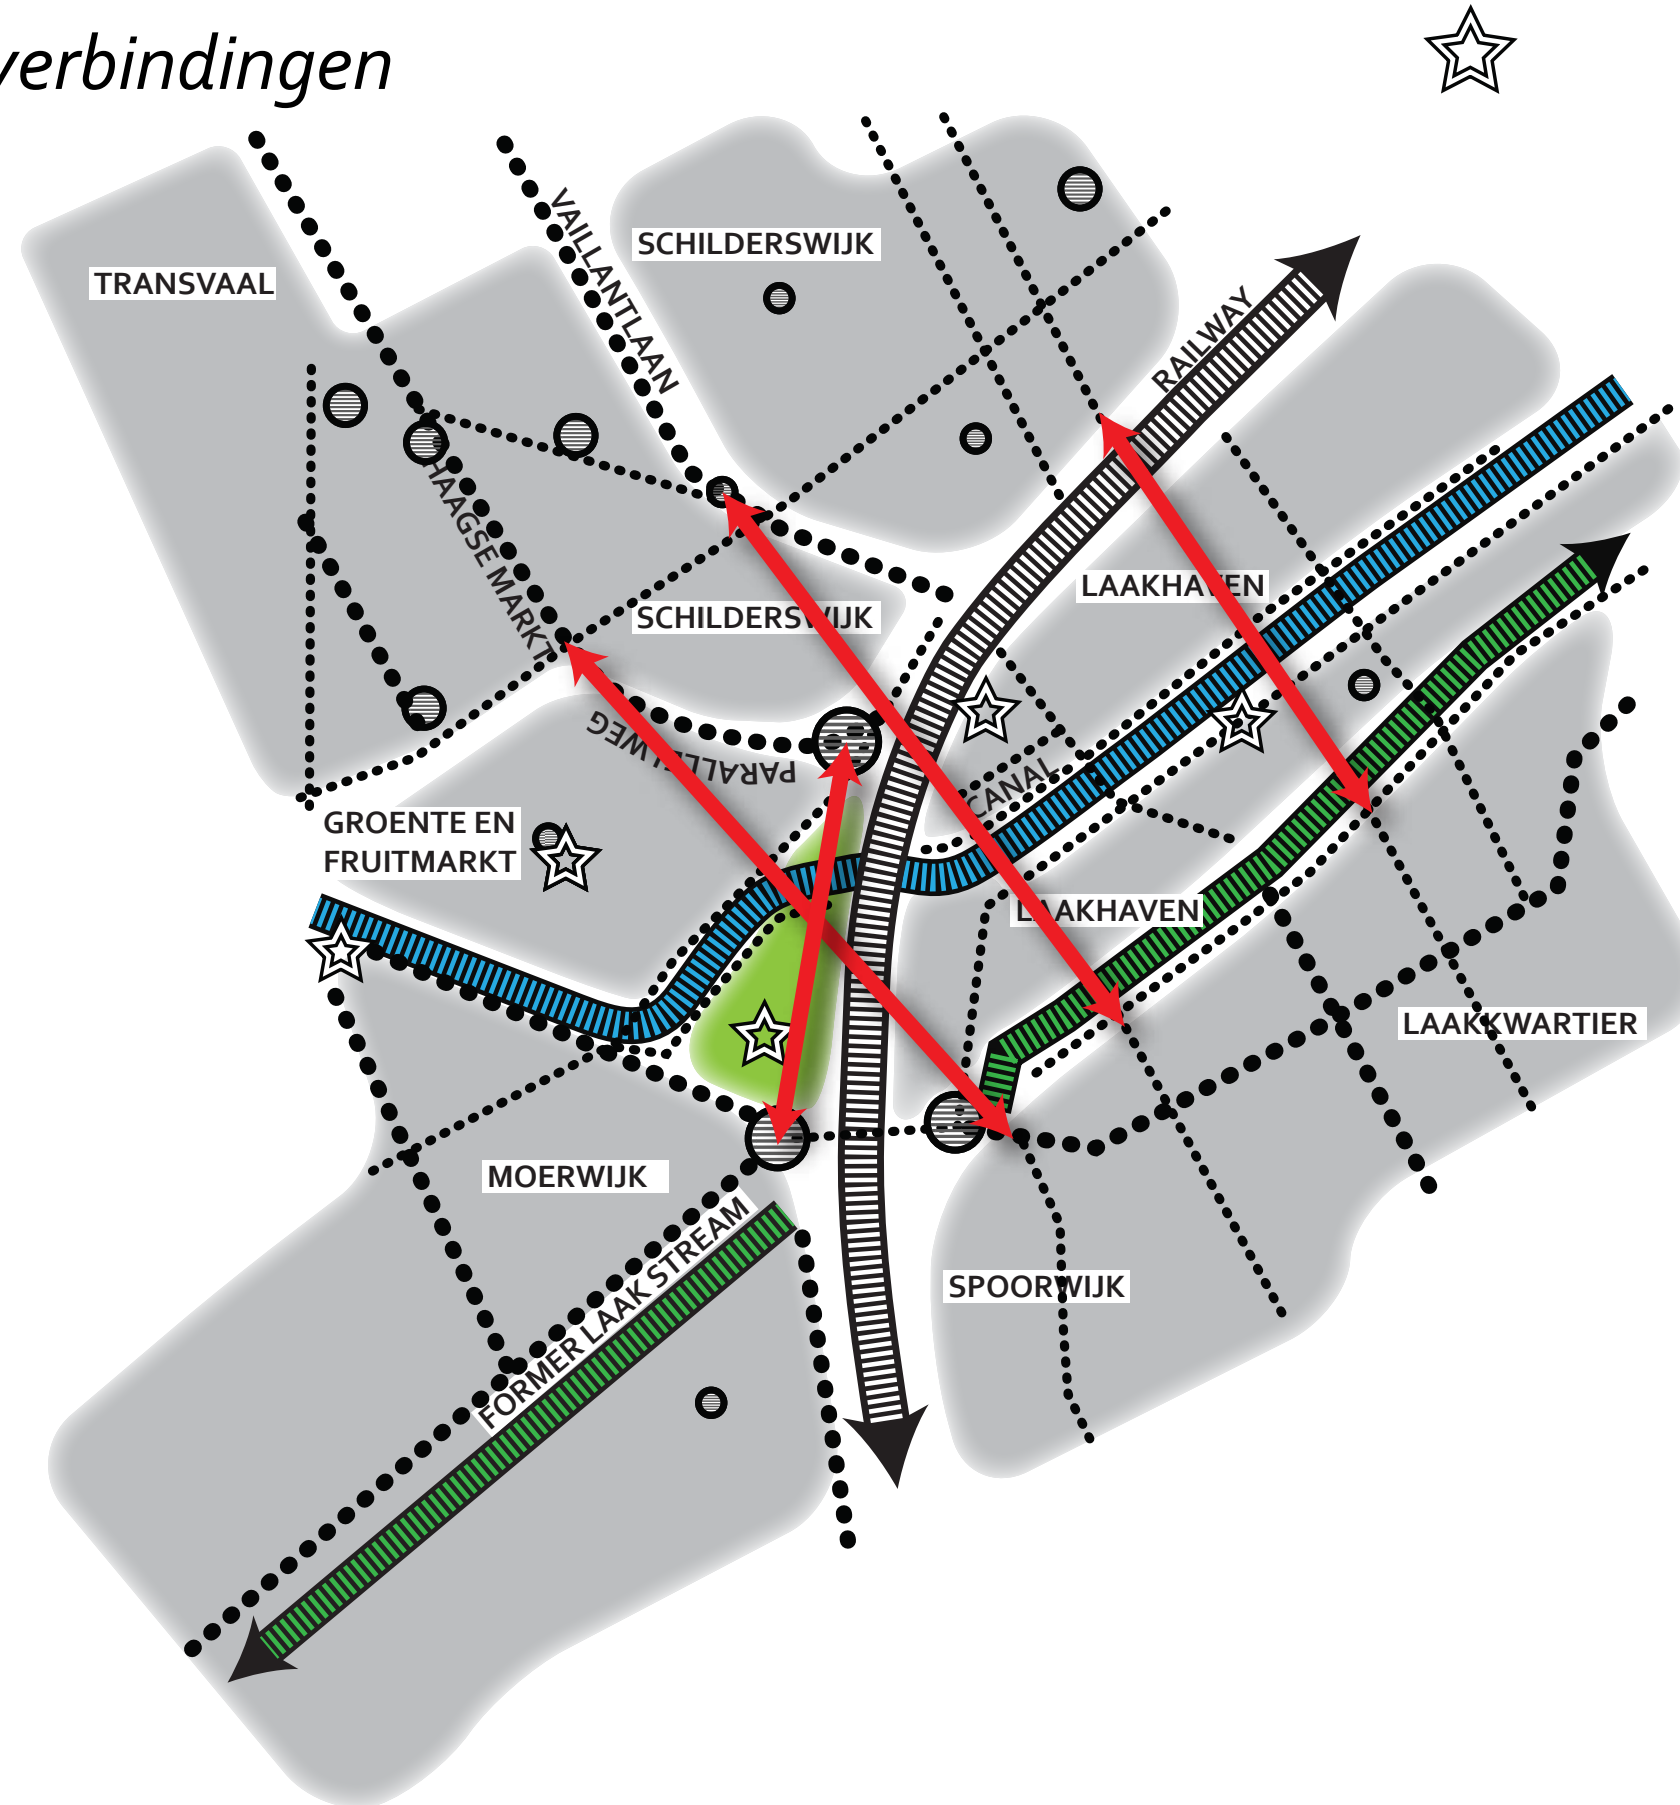 verbindingen
VAILLANTLAAN
SCHILDERSWIJK
TRANSVAAL
RAILWAY
HAAGSE MARKT
LAAKHAVEN
SCHILDERSWIJK
PARALLELWEG
CANAL
GROENTE EN
FRUITMARKT
LAAKHAVEN
LAAKKWARTIER
MOERWIJK
FORMER LAAK STREAM
SPOORWIJK